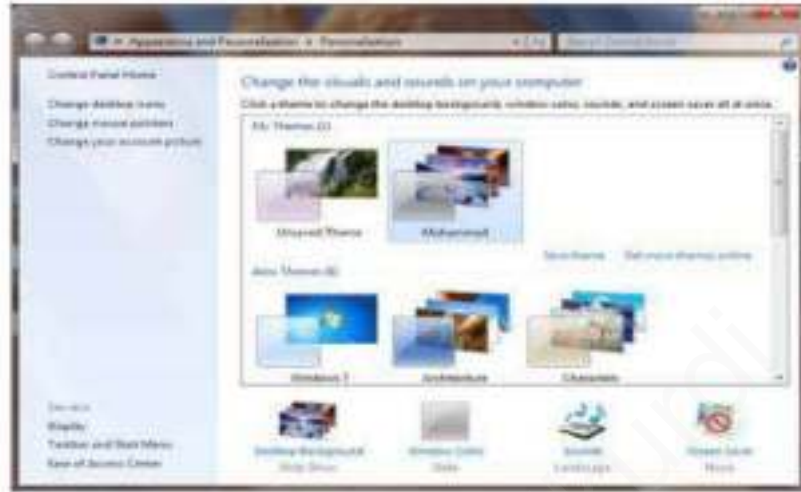 Appearance and Personalization ▸ Personalization
Control Panel Home
Change the visuals and sounds on your computer
Change desktop icons
Click a theme to change the desktop background, window color, sounds, and screen saver all at once.
Change mouse pointers
Change your account picture
My Themes (2)
Unsaved Theme
Mohammed
Save theme
Get more themes online
Aero Themes (6)
Windows 7
Architecture
Characters
See also
Display
Taskbar and Start Menu
Ease of Access Center
Desktop Background
Slide Show
Window Color
Sounds
Landscape
Screen Saver
None